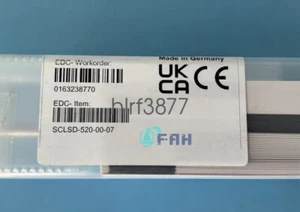 EDC- Workorder:
Made in Germany
0163238770
UK
CA CE
EDC- Item:
blrf3877
SCLSD-520-00-07
FAH